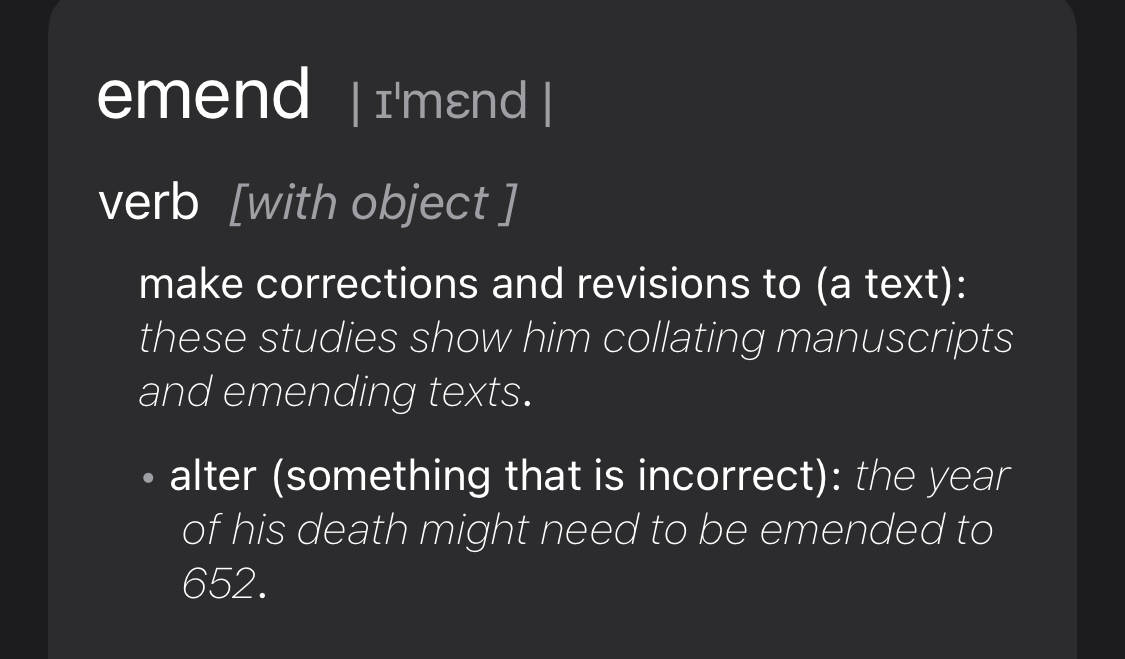 emend | ɪˈmɛnd |
verb [with object ]
make corrections and revisions to (a text):
these studies show him collating manuscripts
and emending texts.
• alter (something that is incorrect): the year
of his death might need to be emended to
652.